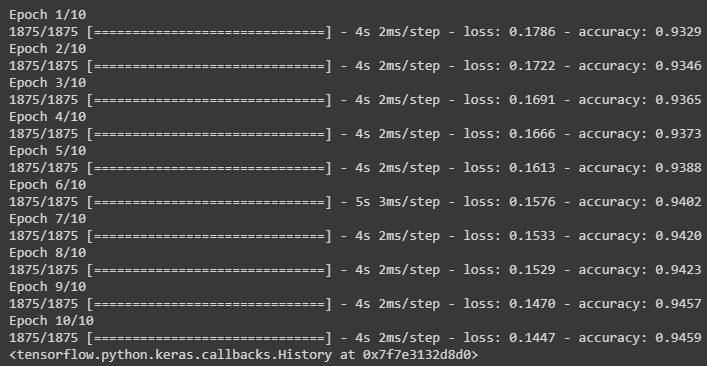 Epoch 1/10
1875/1875 [==============================] - 4s 2ms/step - loss: 0.1786 - accuracy: 0.9329
Epoch 2/10
1875/1875 [==============================] - 4s 2ms/step - loss: 0.1722 - accuracy: 0.9346
Epoch 3/10
1875/1875 [==============================] - 4s 2ms/step - loss: 0.1691 - accuracy: 0.9365
Epoch 4/10
1875/1875 [==============================] - 4s 2ms/step - loss: 0.1666 - accuracy: 0.9373
Epoch 5/10
1875/1875 [==============================] - 4s 2ms/step - loss: 0.1613 - accuracy: 0.9388
Epoch 6/10
1875/1875 [==============================] - 5s 3ms/step - loss: 0.1576 - accuracy: 0.9402
Epoch 7/10
1875/1875 [==============================] - 4s 2ms/step - loss: 0.1533 - accuracy: 0.9420
Epoch 8/10
1875/1875 [==============================] - 4s 2ms/step - loss: 0.1529 - accuracy: 0.9423
Epoch 9/10
1875/1875 [==============================] - 4s 2ms/step - loss: 0.1470 - accuracy: 0.9457
Epoch 10/10
1875/1875 [==============================] - 4s 2ms/step - loss: 0.1447 - accuracy: 0.9459
<tensorflow.python.keras.callbacks.History at 0x7f7e3132d8d0>